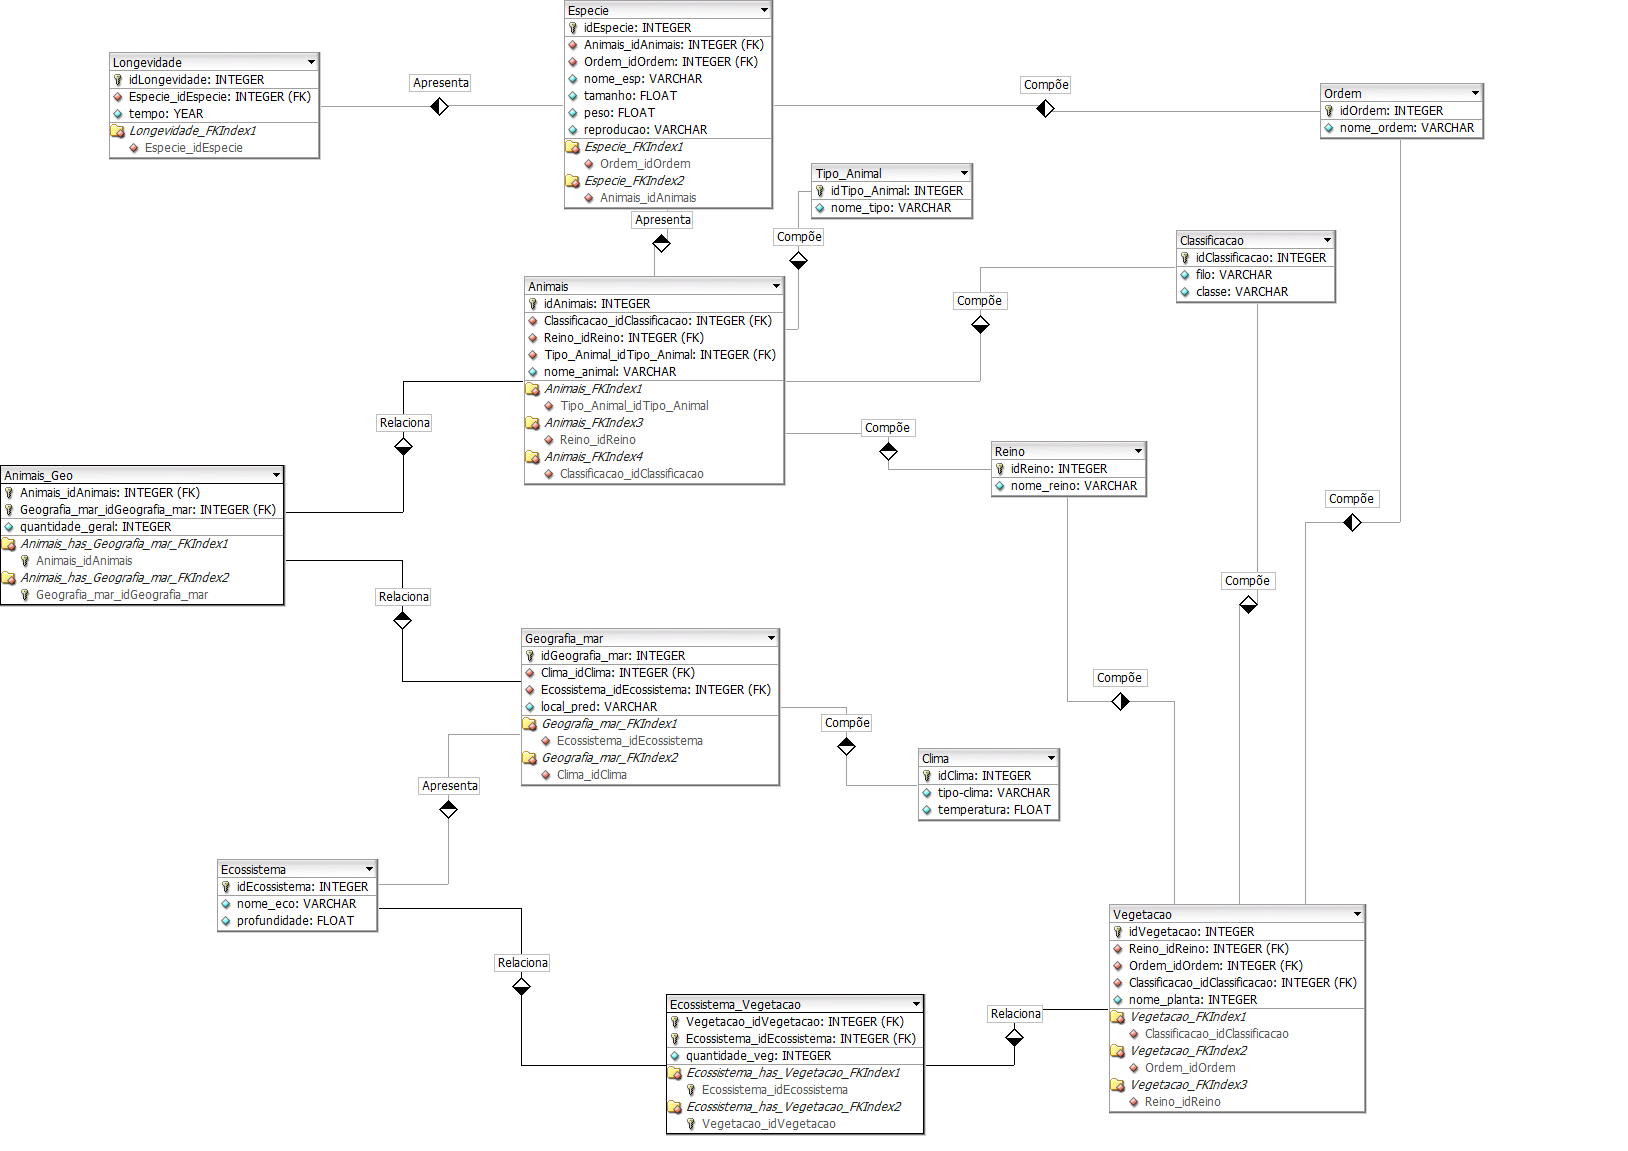 Especie
idEspecie: INTEGER
Animais_idAnimais: INTEGER (FK)
Ordem_idOrdem: INTEGER (FK)
nome_esp: VARCHAR
tamanho: FLOAT
peso: FLOAT
reproducao: VARCHAR
Especie_FKIndex1
Ordem_idOrdem
Especie_FKIndex2
Animais_idAnimais
Longevidade
idLongevidade: INTEGER
Especie_idEspecie: INTEGER (FK)
tempo: YEAR
Longevidade_FKIndex1
Especie_idEspecie
Apresenta
Compõe
Ordem
idOrdem: INTEGER
nome_ordem: VARCHAR
Tipo_Animal
idTipo_Animal: INTEGER
nome_tipo: VARCHAR
Apresenta
Compõe
Classificacao
idClassificacao: INTEGER
filo: VARCHAR
classe: VARCHAR
Compõe
Animais
idAnimais: INTEGER
Classificacao_idClassificacao: INTEGER (FK)
Reino_idReino: INTEGER (FK)
Tipo_Animal_idTipo_Animal: INTEGER (FK)
nome_animal: VARCHAR
Animais_FKIndex1
Tipo_Animal_idTipo_Animal
Animais_FKIndex3
Reino_idReino
Animais_FKIndex4
Classificacao_idClassificacao
Relaciona
Compõe
Reino
idReino: INTEGER
nome_reino: VARCHAR
Animais_Geo
Animais_idAnimais: INTEGER (FK)
Geografia_mar_idGeografia_mar: INTEGER (FK)
quantidade_geral: INTEGER
Animais_has_Geografia_mar_FKIndex1
Animais_idAnimais
Animais_has_Geografia_mar_FKIndex2
Geografia_mar_idGeografia_mar
Compõe
Compõe
Relaciona
Geografia_mar
idGeografia_mar: INTEGER
Clima_idClima: INTEGER (FK)
Ecossistema_idEcossistema: INTEGER (FK)
local_pred: VARCHAR
Geografia_mar_FKIndex1
Ecossistema_idEcossistema
Geografia_mar_FKIndex2
Clima_idClima
Compõe
Compõe
Clima
idClima: INTEGER
tipo-clima: VARCHAR
temperatura: FLOAT
Apresenta
Ecossistema
idEcossistema: INTEGER
nome_eco: VARCHAR
profundidade: FLOAT
Relaciona
Vegetacao
idVegetacao: INTEGER
Reino_idReino: INTEGER (FK)
Ordem_idOrdem: INTEGER (FK)
Classificacao_idClassificacao: INTEGER (FK)
nome_planta: INTEGER
Vegetacao_FKIndex1
Classificacao_idClassificacao
Vegetacao_FKIndex2
Ordem_idOrdem
Vegetacao_FKIndex3
Reino_idReino
Ecossistema_Vegetacao
Vegetacao_idVegetacao: INTEGER (FK)
Ecossistema_idEcossistema: INTEGER (FK)
quantidade_veg: INTEGER
Ecossistema_has_Vegetacao_FKIndex1
Ecossistema_idEcossistema
Ecossistema_has_Vegetacao_FKIndex2
Vegetacao_idVegetacao
Relaciona